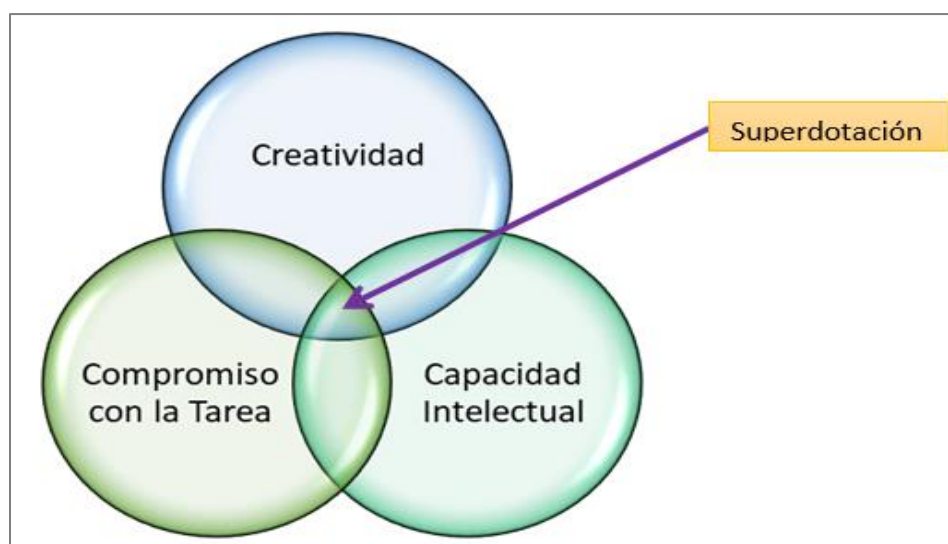 Creatividad
Superdotación
Compromiso
con la Tarea
Capacidad
Intelectual